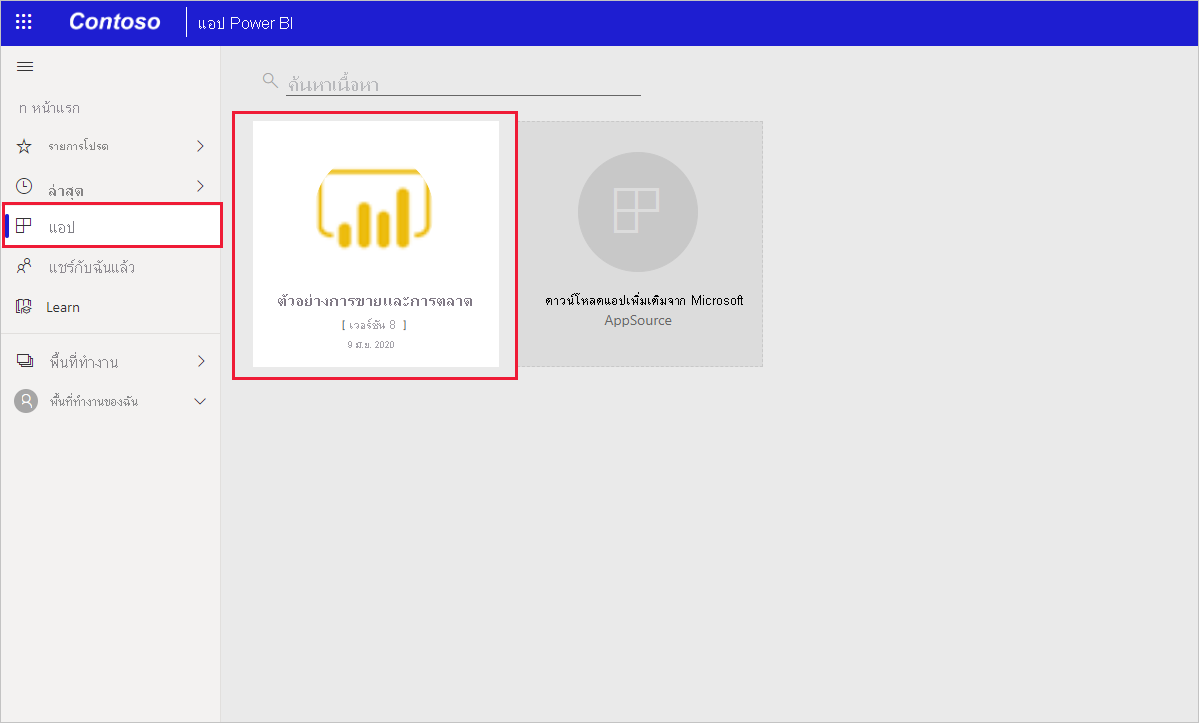 Contoso
แอป Power BI
ค้นหาเนื้อหา
ท หน้าแรก
รายการโปรด
ล่าสุด
แอป
แชร์กับฉันแล้ว
Learn
พื้นที่ทำงาน
พื้นที่ทำงานของฉัน
ตัวอย่างการขายและการตลาด
[ เวอร์ชัน 8 ]
9 เม.ย. 2020
ดาวน์โหลดแอปเพิ่มเติมจาก Microsoft
AppSource